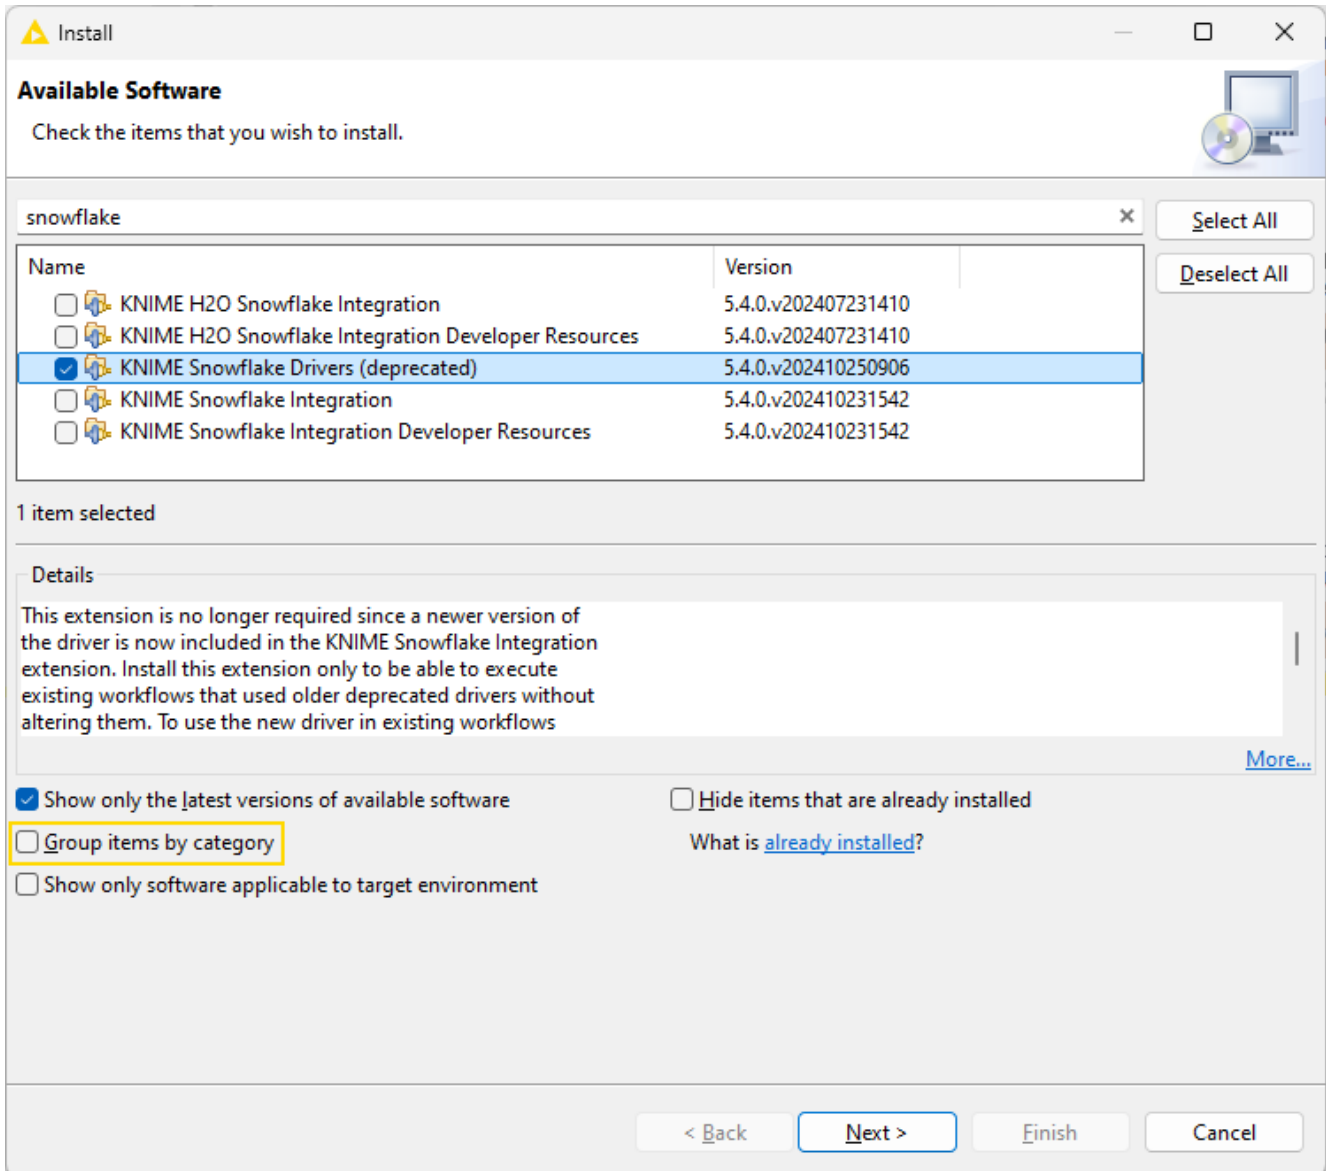 Install
Available Software
Check the items that you wish to install.
snowflake
Select All
Deselect All
Name Version
KNIME H2O Snowflake Integration 5.4.0.v202407231410
KNIME H2O Snowflake Integration Developer Resources 5.4.0.v202407231410
KNIME Snowflake Drivers (deprecated) 5.4.0.v202410250906
KNIME Snowflake Integration 5.4.0.v202410231542
KNIME Snowflake Integration Developer Resources 5.4.0.v202410231542
1 item selected
Details
This extension is no longer required since a newer version of
the driver is now included in the KNIME Snowflake Integration
extension. Install this extension only to be able to execute
existing workflows that used older deprecated drivers without
altering them. To use the new driver in existing workflows
More...
Show only the latest versions of available software Hide items that are already installed
Group items by category What is already installed?
Show only software applicable to target environment
< Back Next > Finish Cancel